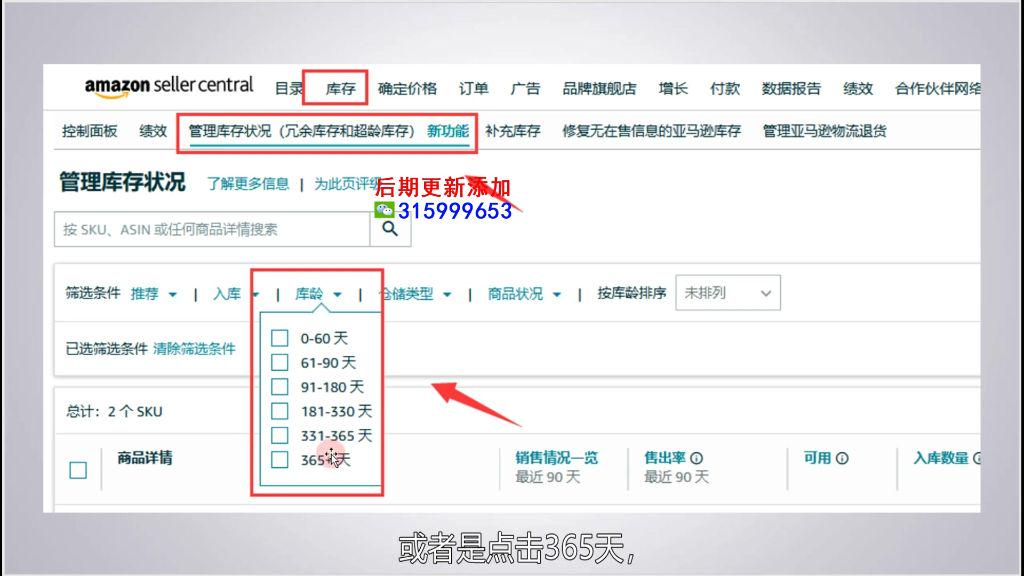 amazon seller central 目录 库存 确定价格 订单 广告 品牌旗舰店 增长 付款 数据报告 绩效 合作伙伴网络
控制面板 绩效 管理库存状况（冗余库存和超龄库存） 新功能 补充库存 修复无在售信息的亚马逊库存 管理亚马逊物流退货
管理库存状况 了解更多信息 | 为此页评级
后期更新添加
315999653
按 SKU、ASIN 或任何商品详情搜索
筛选条件 推荐 | 入库 | 库龄 | 仓储类型 | 商品状况 | 按库龄排序 未排列
已选筛选条件 清除筛选条件
0-60 天
61-90 天
91-180 天
181-330 天
331-365 天
365+天
总计：2 个 SKU
商品详情 销售情况一览 售出率 可用 入库数量
最近 90 天 最近 90 天
或者是点击365天，